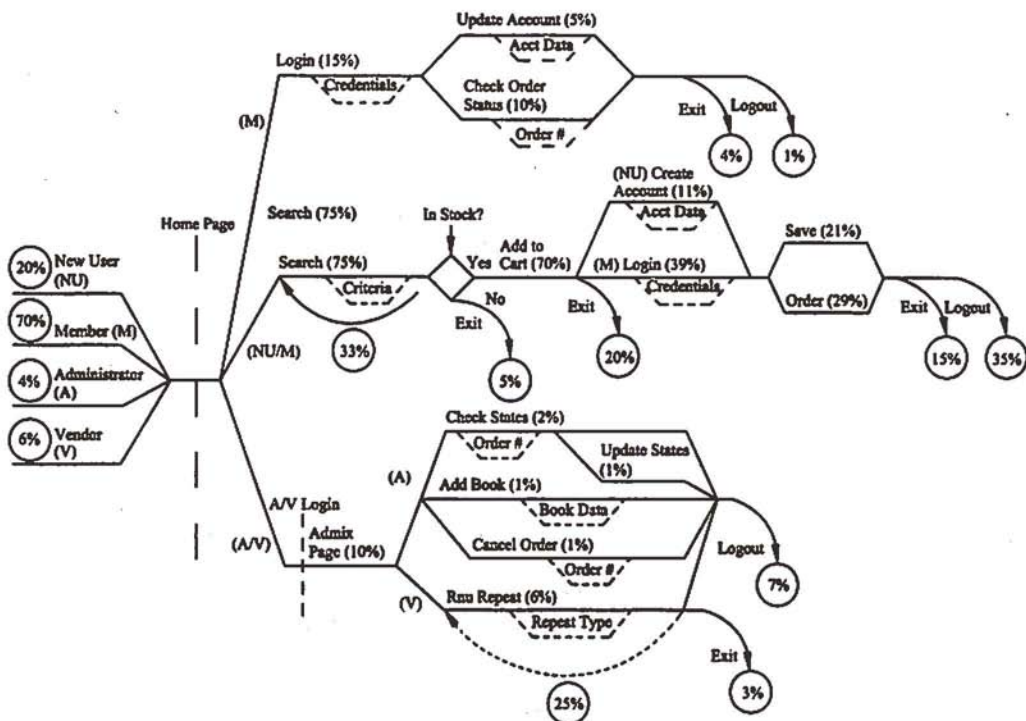 Update Account (5%)
Acct Data
Login (15%)
Credentials
Check Order
Status (10%)
Order #
(M)
Exit
Logout
4%
1%
(NU) Create
Account (11%)
Acct Data
Search (75%)
In Stock?
Home Page
Search (75%)
Criteria
Yes
Add to
Cart (70%)
(M) Login (39%)
Credentials
Save (21%)
Order (29%)
No
Exit
Exit
Exit
Logout
20%
New User
(NU)
70%
Member (M)
(NU/M)
33%
5%
20%
15%
35%
4%
Administrator
(A)
6%
Vendor
(V)
Check States (2%)
Order #
Update States
(1%)
(A)
Add Book (1%)
Book Data
A/V Login
Admix
Page (10%)
(A/V)
Cancel Order (1%)
Order #
Logout
7%
(V)
Rnu Repeat (6%)
Repeat Type
Exit
25%
3%